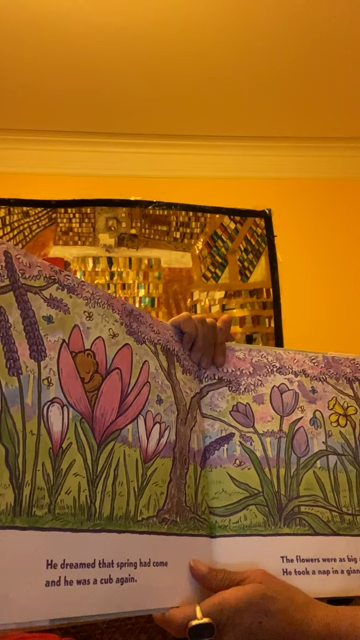 He dreamed that spring had come
and he was a cub again.
The flowers were as big
He took a nap in a